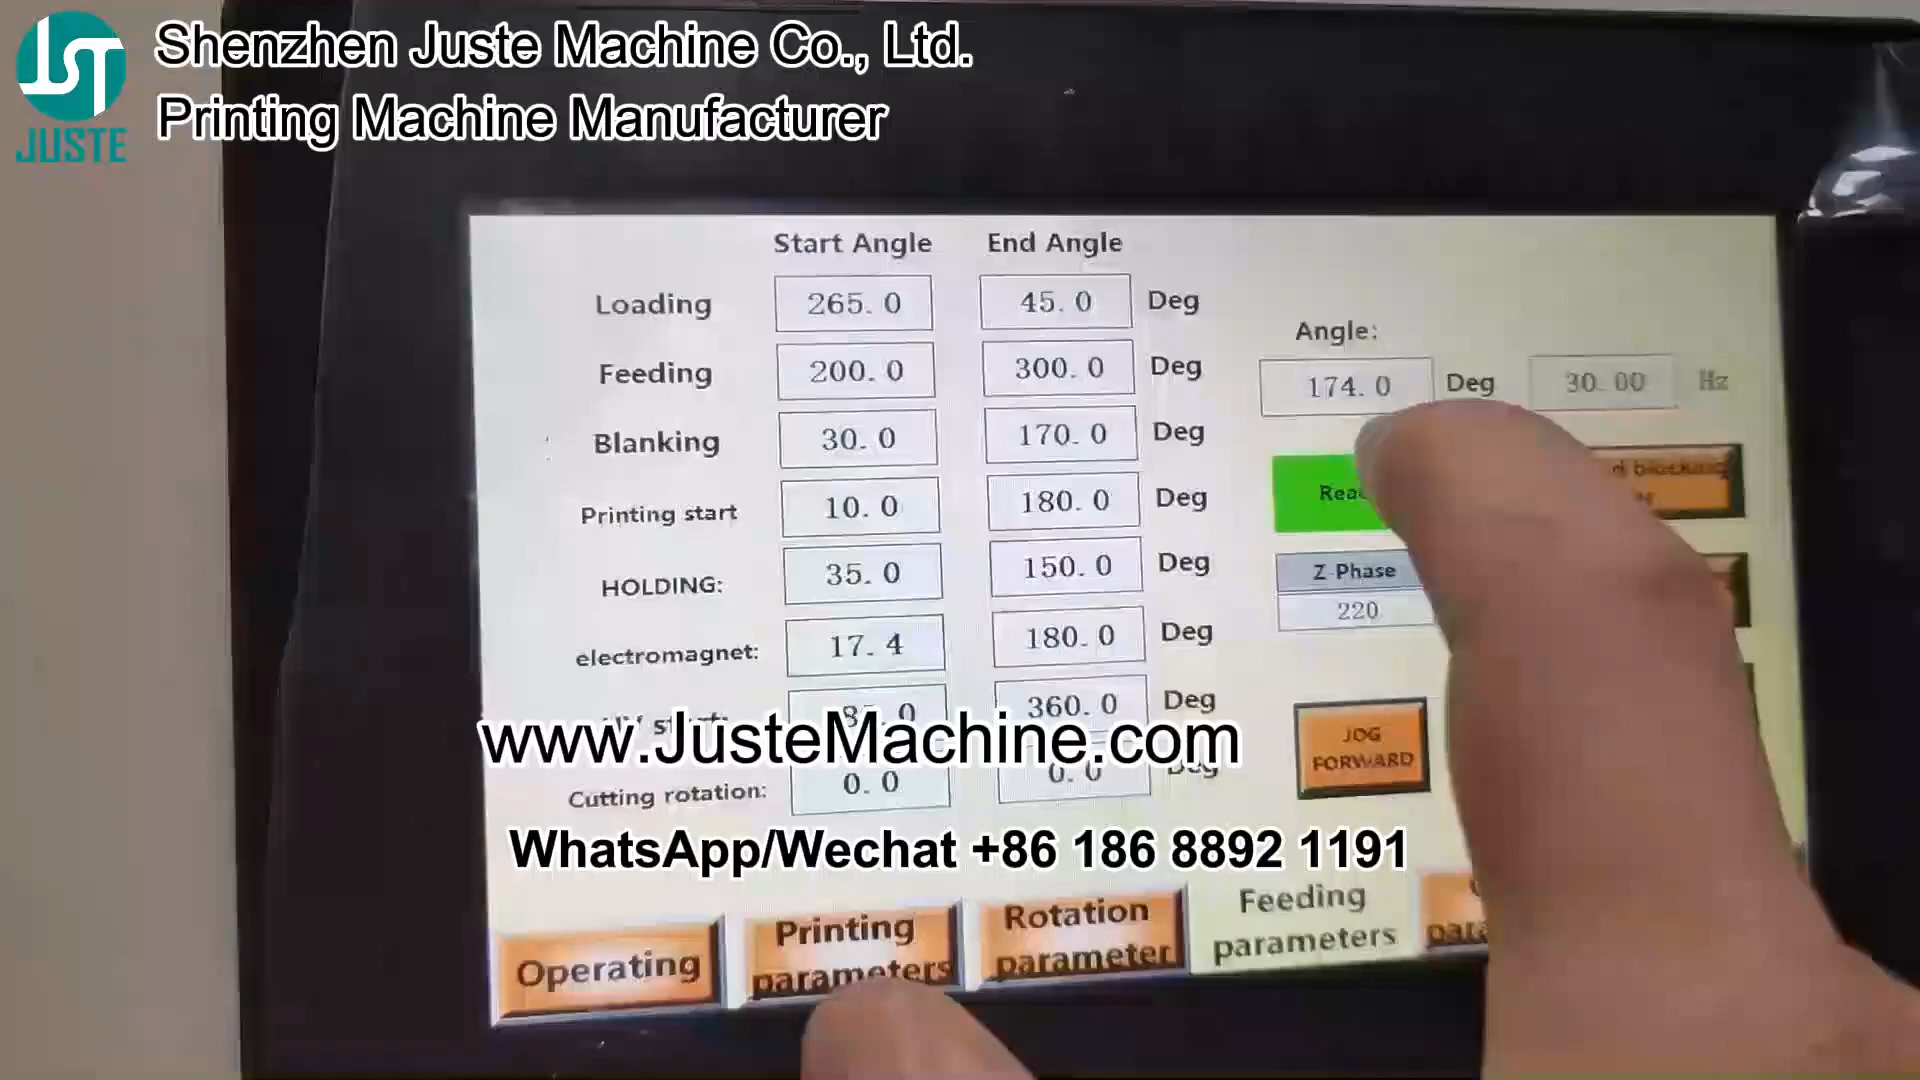 JUSTE
Shenzhen Juste Machine Co., Ltd.
Printing Machine Manufacturer
Start Angle End Angle
Loading 265.0 45.0 Deg
Feeding 200.0 300.0 Deg
Blanking 30.0 170.0 Deg
Printing start 10.0 180.0 Deg
HOLDING: 35.0 150.0 Deg
electromagnet: 17.4 180.0 Deg
360.0 Deg
Cutting rotation: 0.0 0.0 Deg
Angle:
174.0 Deg 30.00 Hz
Z-Phase
220
JOG
FORWARD
www.JusteMachine.com
WhatsApp/Wechat +86 186 8892 1191
Operating
Printing
parameters
Rotation
parameter
Feeding
parameters